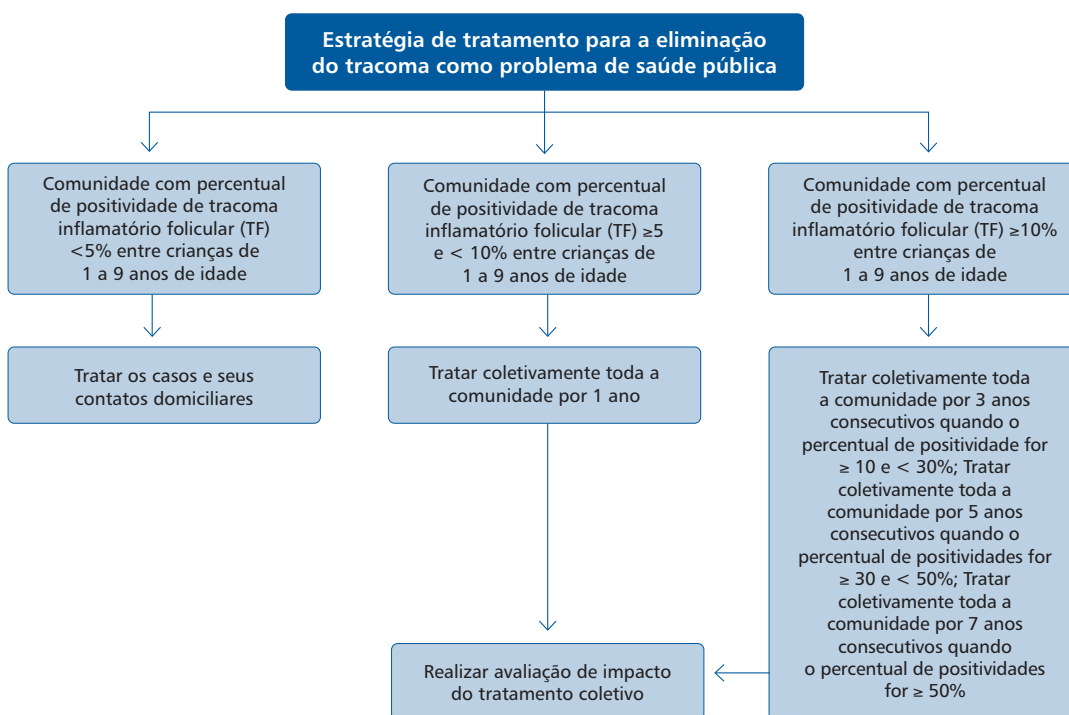 Estratégia de tratamento para a eliminação
do tracoma como problema de saúde pública
Comunidade com percentual
de positividade de tracoma
inflamatório folicular (TF)
<5% entre crianças de
1 a 9 anos de idade
Comunidade com percentual
de positividade de tracoma
inflamatório folicular (TF) ≥5
e < 10% entre crianças de
1 a 9 anos de idade
Comunidade com percentual
de positividade de tracoma
inflamatório folicular (TF) ≥10%
entre crianças de
1 a 9 anos de idade
Tratar os casos e seus
contatos domiciliares
Tratar coletivamente toda a
comunidade por 1 ano
Tratar coletivamente toda
a comunidade por 3 anos
consecutivos quando o
percentual de positividade for
≥ 10 e < 30%; Tratar
coletivamente toda a
comunidade por 5 anos
consecutivos quando o
percentual de positividades for
≥ 30 e < 50%; Tratar
coletivamente toda a
comunidade por 7 anos
consecutivos quando
o percentual de positividades
for ≥ 50%
Realizar avaliação de impacto
do tratamento coletivo